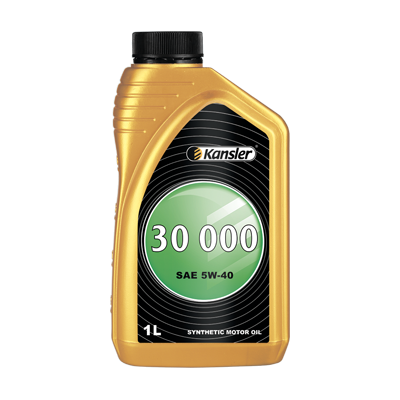 Kansler
30 000
SAE 5W-40
1L
SYNTHETIC MOTOR OIL